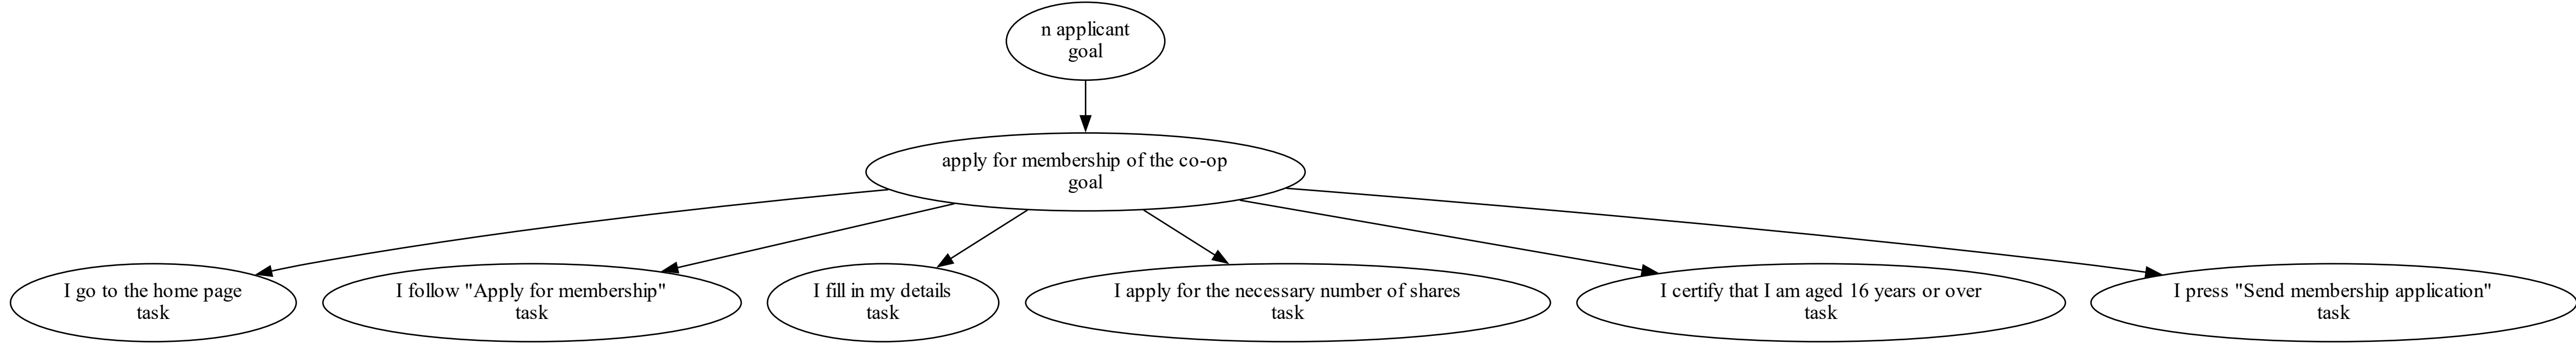 n applicant
goal
apply for membership of the co-op
goal
I go to the home page
task
I follow "Apply for membership"
task
I fill in my details
task
I apply for the necessary number of shares
task
I certify that I am aged 16 years or over
task
I press "Send membership application"
task